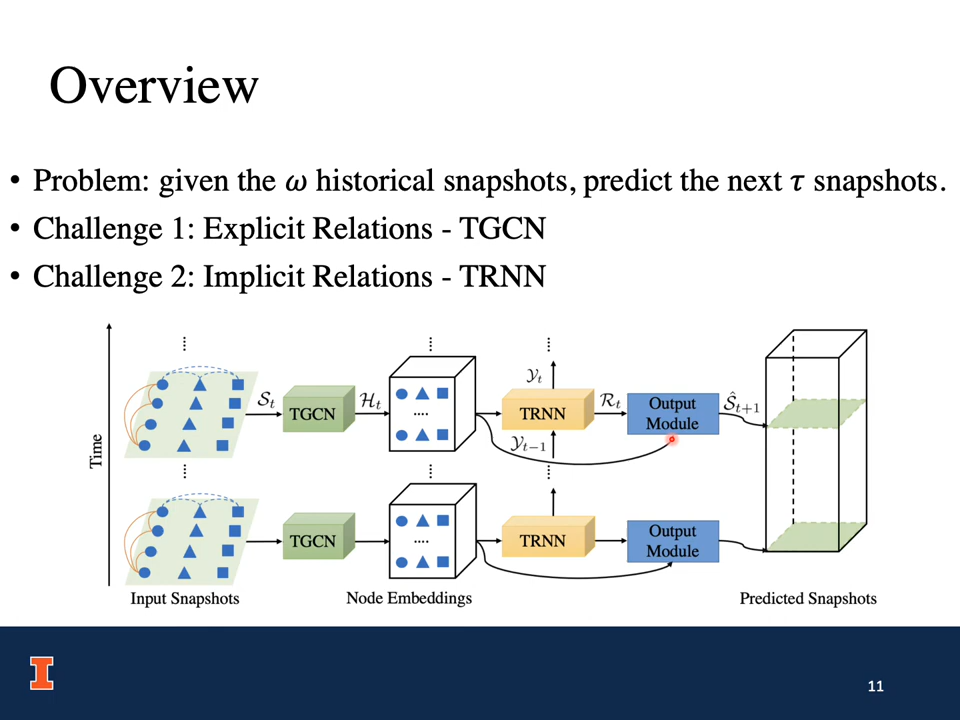 Overview
• Problem: given the ω historical snapshots, predict the next τ snapshots.
• Challenge 1: Explicit Relations - TGCN
• Challenge 2: Implicit Relations - TRNN
Time
𝒮t
TGCN
ℋt
....
𝒴t
TRNN
𝒴t−1
ℛt
Output
Module
𝒮̂t+1
TGCN
....
TRNN
Output
Module
Input Snapshots
Node Embeddings
Predicted Snapshots
I
11